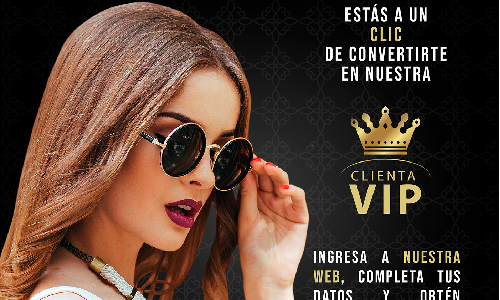 ESTÁS A UN
CLIC
DE CONVERTIRTE
EN NUESTRA
CLIENTA
VIP
INGRESA A NUESTRA
WEB, COMPLETA TUS
DATOS Y OBTÉN